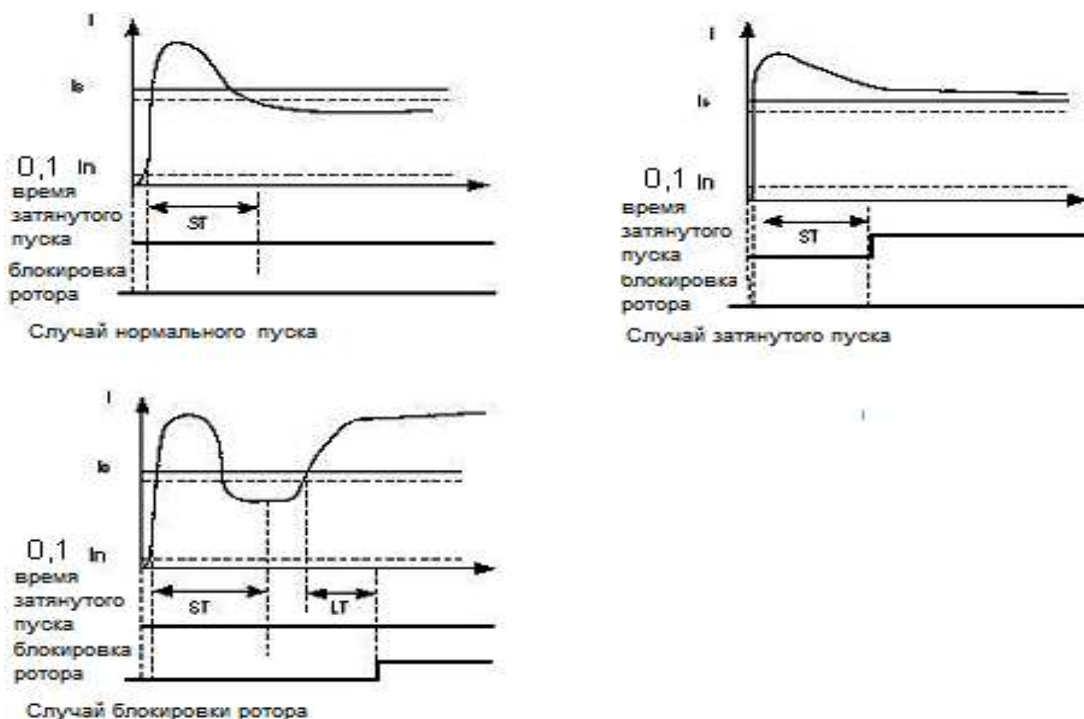 I
Is
0,1 In
время
затянутого
пуска
ST
блокировка
ротора
Случай нормального пуска
I
Is
0,1 In
время
затянутого
пуска
ST
блокировка
ротора
Случай затянутого пуска
I
Is
0,1 In
время
затянутого
пуска
ST
LT
блокировка
ротора
Случай блокировки ротора